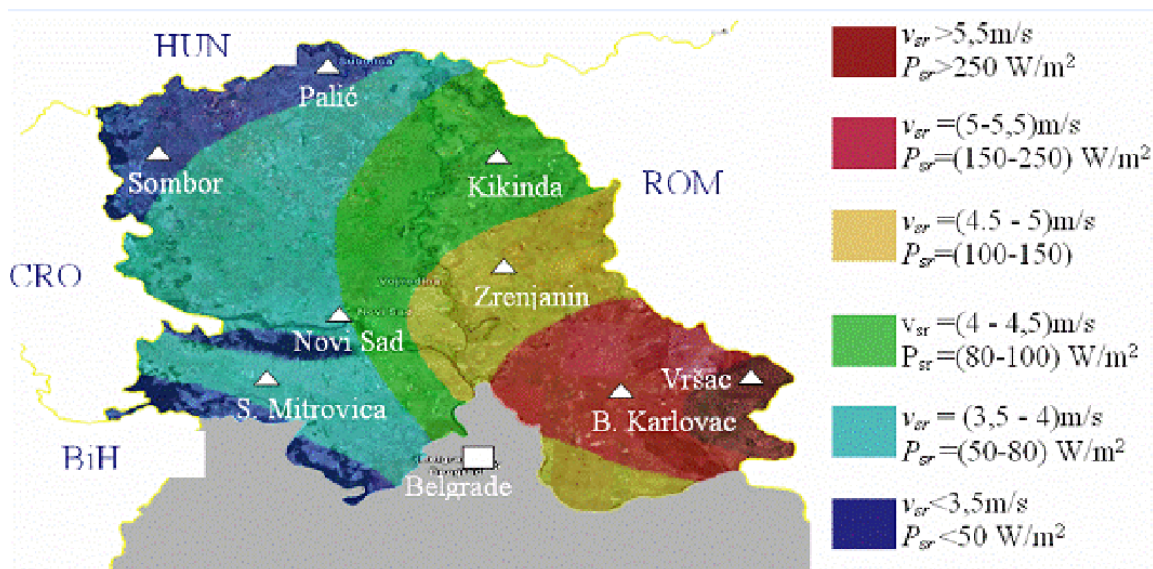 HUN
Palić
Sombor
Kikinda
ROM
CRO
Vojvodina
Zrenjanin
Novi Sad
Novi Sad
Vršac
S. Mitrovica
B. Karlovac
BiH
Belgrade
v_sr >5,5m/s
P_sr>250 W/m²
v_sr =(5-5,5)m/s
P_sr=(150-250) W/m²
v_sr =(4.5 - 5)m/s
P_sr=(100-150)
v_sr =(4 - 4,5)m/s
P_sr=(80-100) W/m²
v_sr = (3,5 - 4)m/s
P_sr=(50-80) W/m²
v_sr<3,5m/s
P_sr<50 W/m²